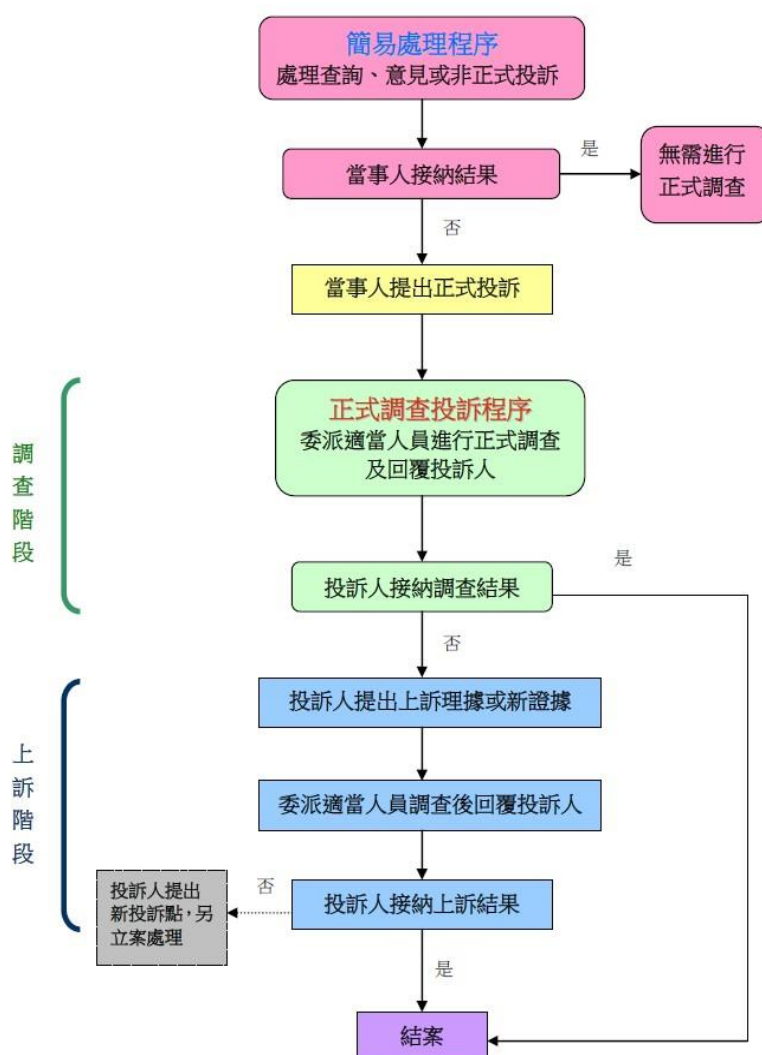 簡易處理程序
處理查詢、意見或非正式投訴
當事人接納結果
是
無需進行
正式調查
否
當事人提出正式投訴
調查階段
正式調查投訴程序
委派適當人員進行正式調查
及回覆投訴人
投訴人接納調查結果
是
否
上訴階段
投訴人提出上訴理據或新證據
委派適當人員調查後回覆投訴人
投訴人接納上訴結果
否
投訴人提出
新投訴點，另
立案處理
是
結案